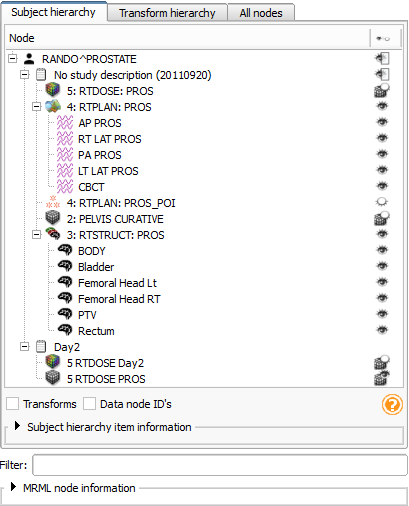 Subject hierarchy Transform hierarchy All nodes
Node
RANDO^PROSTATE
No study description (20110920)
5: RTDOSE: PROS
4: RTPLAN: PROS
AP PROS
RT LAT PROS
PA PROS
LT LAT PROS
CBCT
4: RTPLAN: PROS_POI
2: PELVIS CURATIVE
3: RTSTRUCT: PROS
BODY
Bladder
Femoral Head Lt
Femoral Head RT
PTV
Rectum
Day2
5 RTDOSE Day2
5 RTDOSE PROS
Transforms Data node ID's ?
Subject hierarchy item information
Filter:
MRML node information